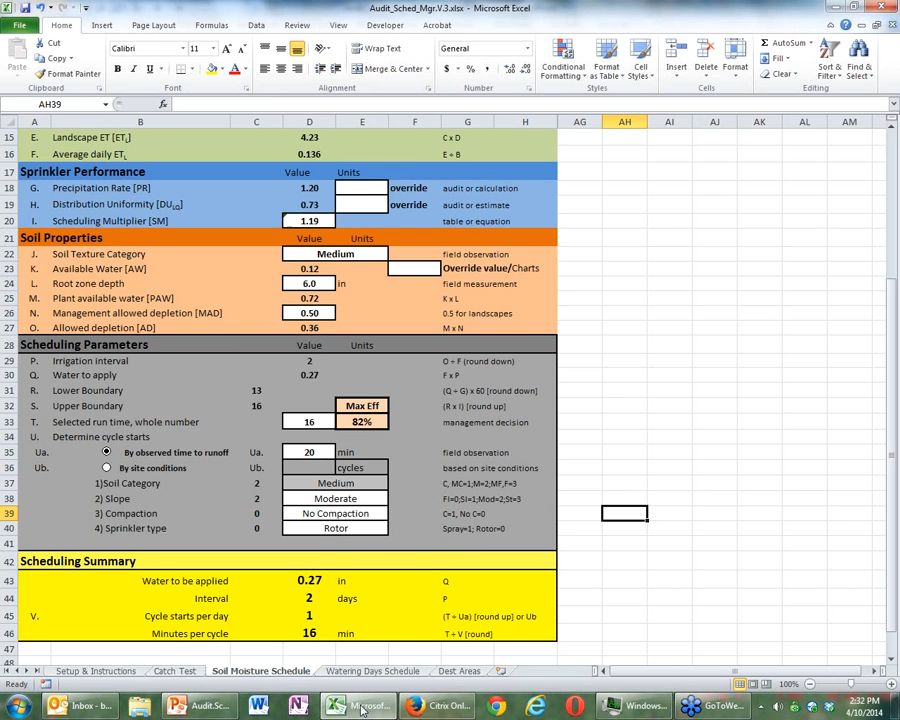 Audit_Sched_Mgr.V.3.xlsx - Microsoft Excel
File Home Insert Page Layout Formulas Data Review View Developer Acrobat
Cut Copy Format Painter Paste
Calibri 11 Wrap Text Merge & Center General
Conditional Formatting Format as Table Cell Styles Insert Delete Format
AutoSum Fill Clear Sort & Filter Find & Select
Clipboard Font Alignment Number Styles Cells Editing
AH39 fx
A B C D E F G H AG AH AI AJ AK AL AM
15 E. Landscape ET [ETL] 4.23 C x D
16 F. Average daily ETL 0.136 E ÷ B
17 Sprinkler Performance Value Units
18 G. Precipitation Rate [PR] 1.20 override audit or calculation
19 H. Distribution Uniformity [DULQ] 0.73 override audit or estimate
20 I. Scheduling Multiplier [SM] 1.19 table or equation
21 Soil Properties Value Units
22 J. Soil Texture Category Medium field observation
23 K. Available Water [AW] 0.12 Override value/Charts
24 L. Root zone depth 6.0 in field measurement
25 M. Plant available water [PAW] 0.72 K x L
26 N. Management allowed depletion [MAD] 0.50 0.5 for landscapes
27 O. Allowed depletion [AD] 0.36 M x N
28 Scheduling Parameters Value Units
29 P. Irrigation interval 2 O ÷ F (round down)
30 Q. Water to apply 0.27 F x P
31 R. Lower Boundary 13 (Q ÷ G) x 60 [round down]
32 S. Upper Boundary 16 Max Eff (R x I) [round up]
33 T. Selected run time, whole number 16 82% management decision
34 U. Determine cycle starts
35 Ua. By observed time to runoff Ua. 20 min field observation
36 Ub. By site conditions Ub. cycles based on site conditions
37 1)Soil Category 2 Medium C, MC=1; M=2; MF,F=3
38 2) Slope 2 Moderate Fl=0;Sl=1;Mod=2;St=3
39 3) Compaction 0 No Compaction C=1, No C=0
40 4) Sprinkler type 0 Rotor Spray=1; Rotor=0
41
42 Scheduling Summary
43 Water to be applied 0.27 in Q
44 Interval 2 days P
45 V. Cycle starts per day 1 (T ÷ Ua) [round up] or Ub
46 Minutes per cycle 16 min T ÷ V [round]
47
48
Setup & Instructions Catch Test Soil Moisture Schedule Watering Days Schedule Dest Areas
Ready 100%
Inbox - b... Audit.Sc... Microsof... Citrix Onl... Windows... GoToWe...
2:32 PM
4/10/2014